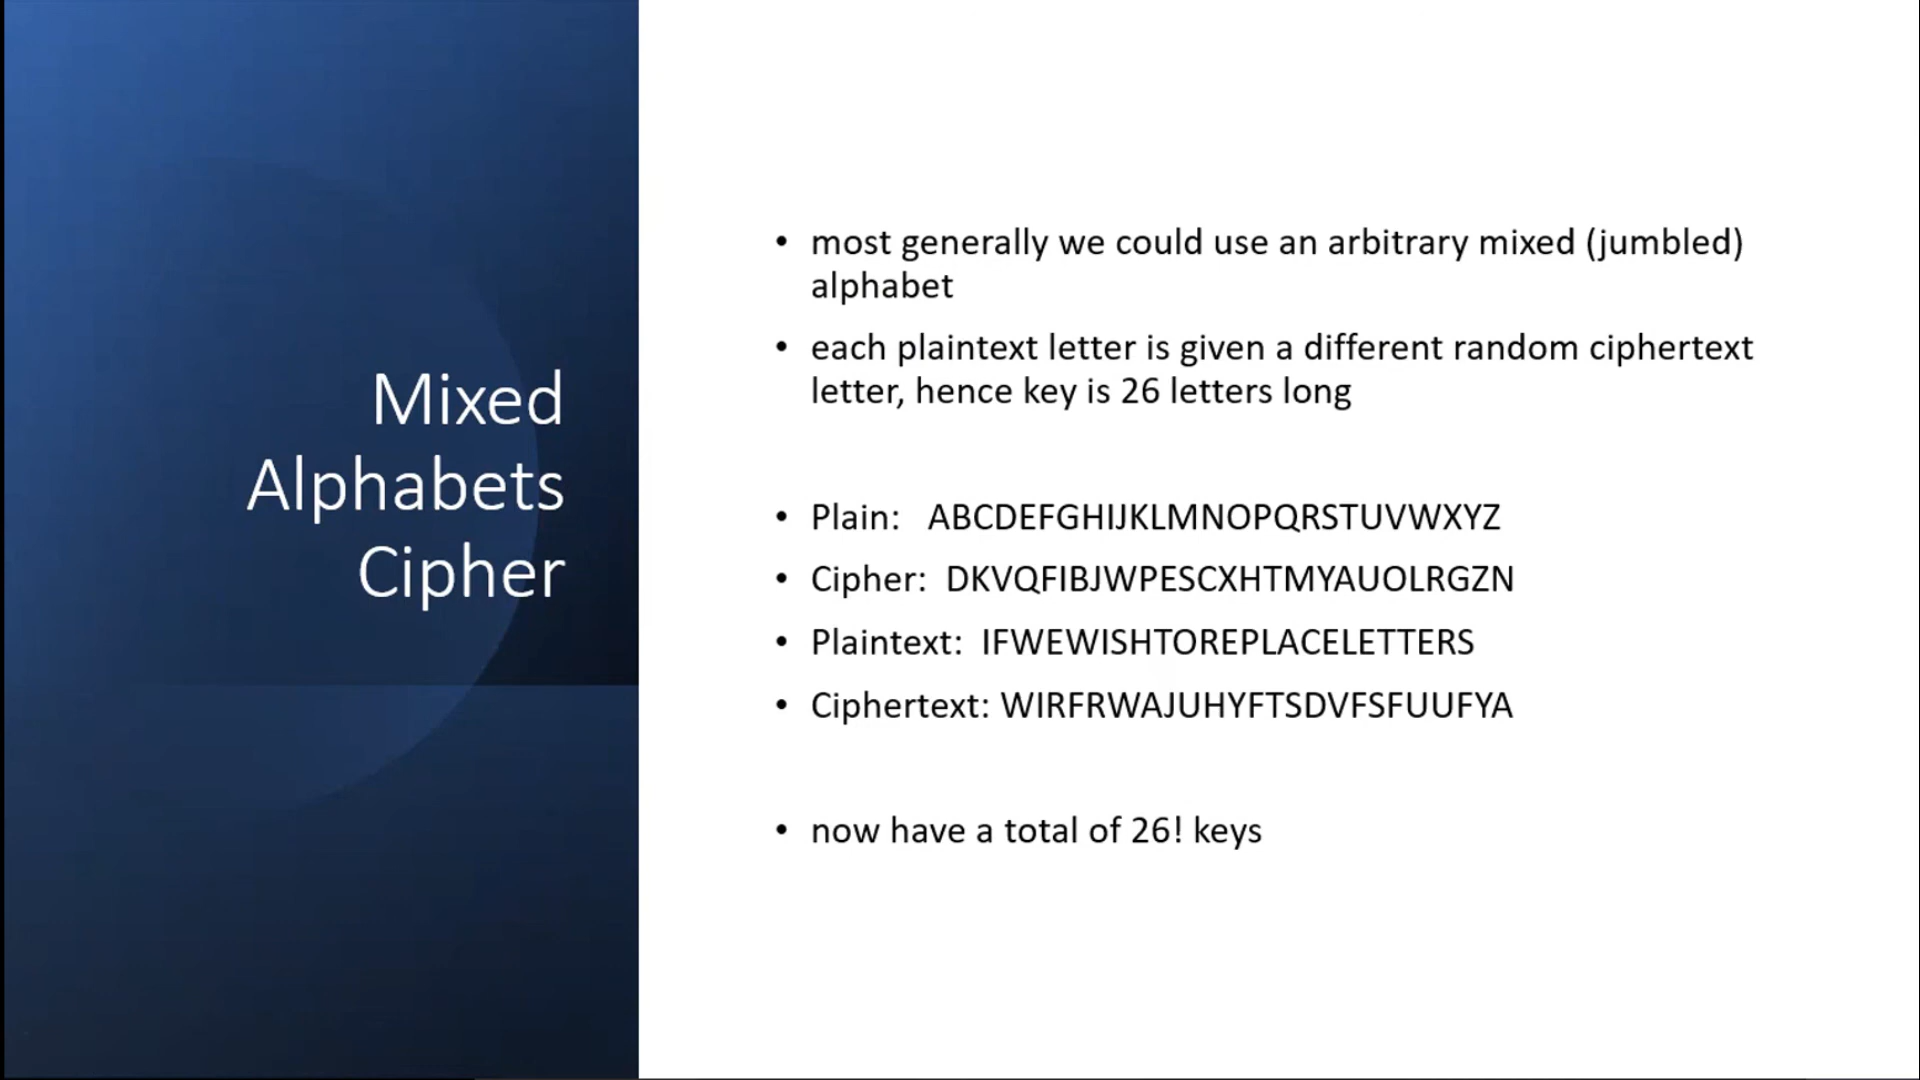 Mixed
Alphabets
Cipher
• most generally we could use an arbitrary mixed (jumbled)
alphabet
• each plaintext letter is given a different random ciphertext
letter, hence key is 26 letters long
• Plain: ABCDEFGHIJKLMNOPQRSTUVWXYZ
• Cipher: DKVQFIBJWPESCXHTMYAUOLRGZN
• Plaintext: IFWEWISHTOREPLACELETTERS
• Ciphertext: WIRFRWAJUHYFTSDVFSFUUFYA
• now have a total of 26! keys